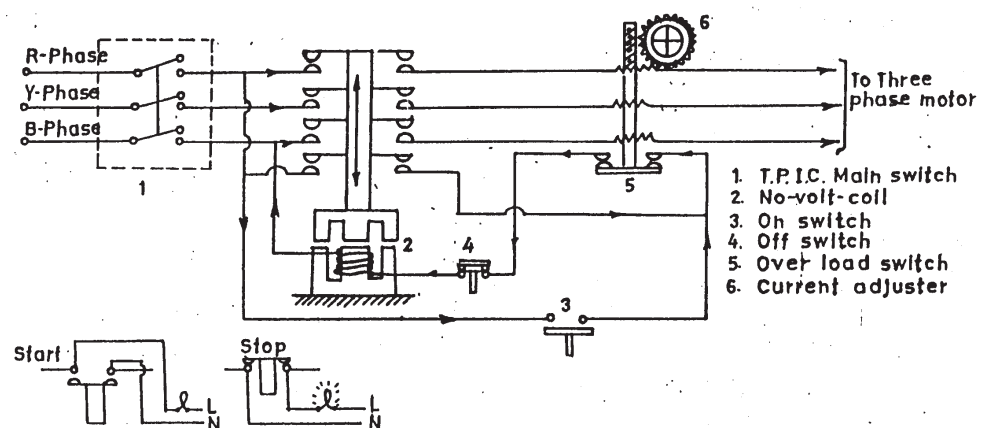 R-Phase
Y-Phase
B-Phase
1
6
To Three
phase motor
5
2
4
3
1. T.P.I.C. Main switch
2. No-volt-coil
3. On switch
4. Off switch
5. Over load switch
6. Current adjuster
Start
L
N
Stop
L
N